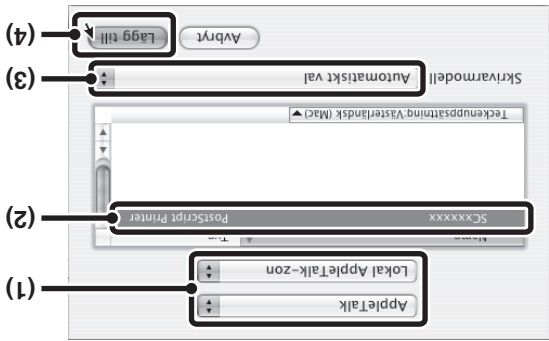 AppleTalk
Lokal AppleTalk-zon
(1)
Namn Typ
SCxxxxxx PostScript Printer
(2)
Teckenuppsättning:Västerländsk (Mac)
Skrivarmodell Automatiskt val
(3)
Avbryt Lägg till
(4)